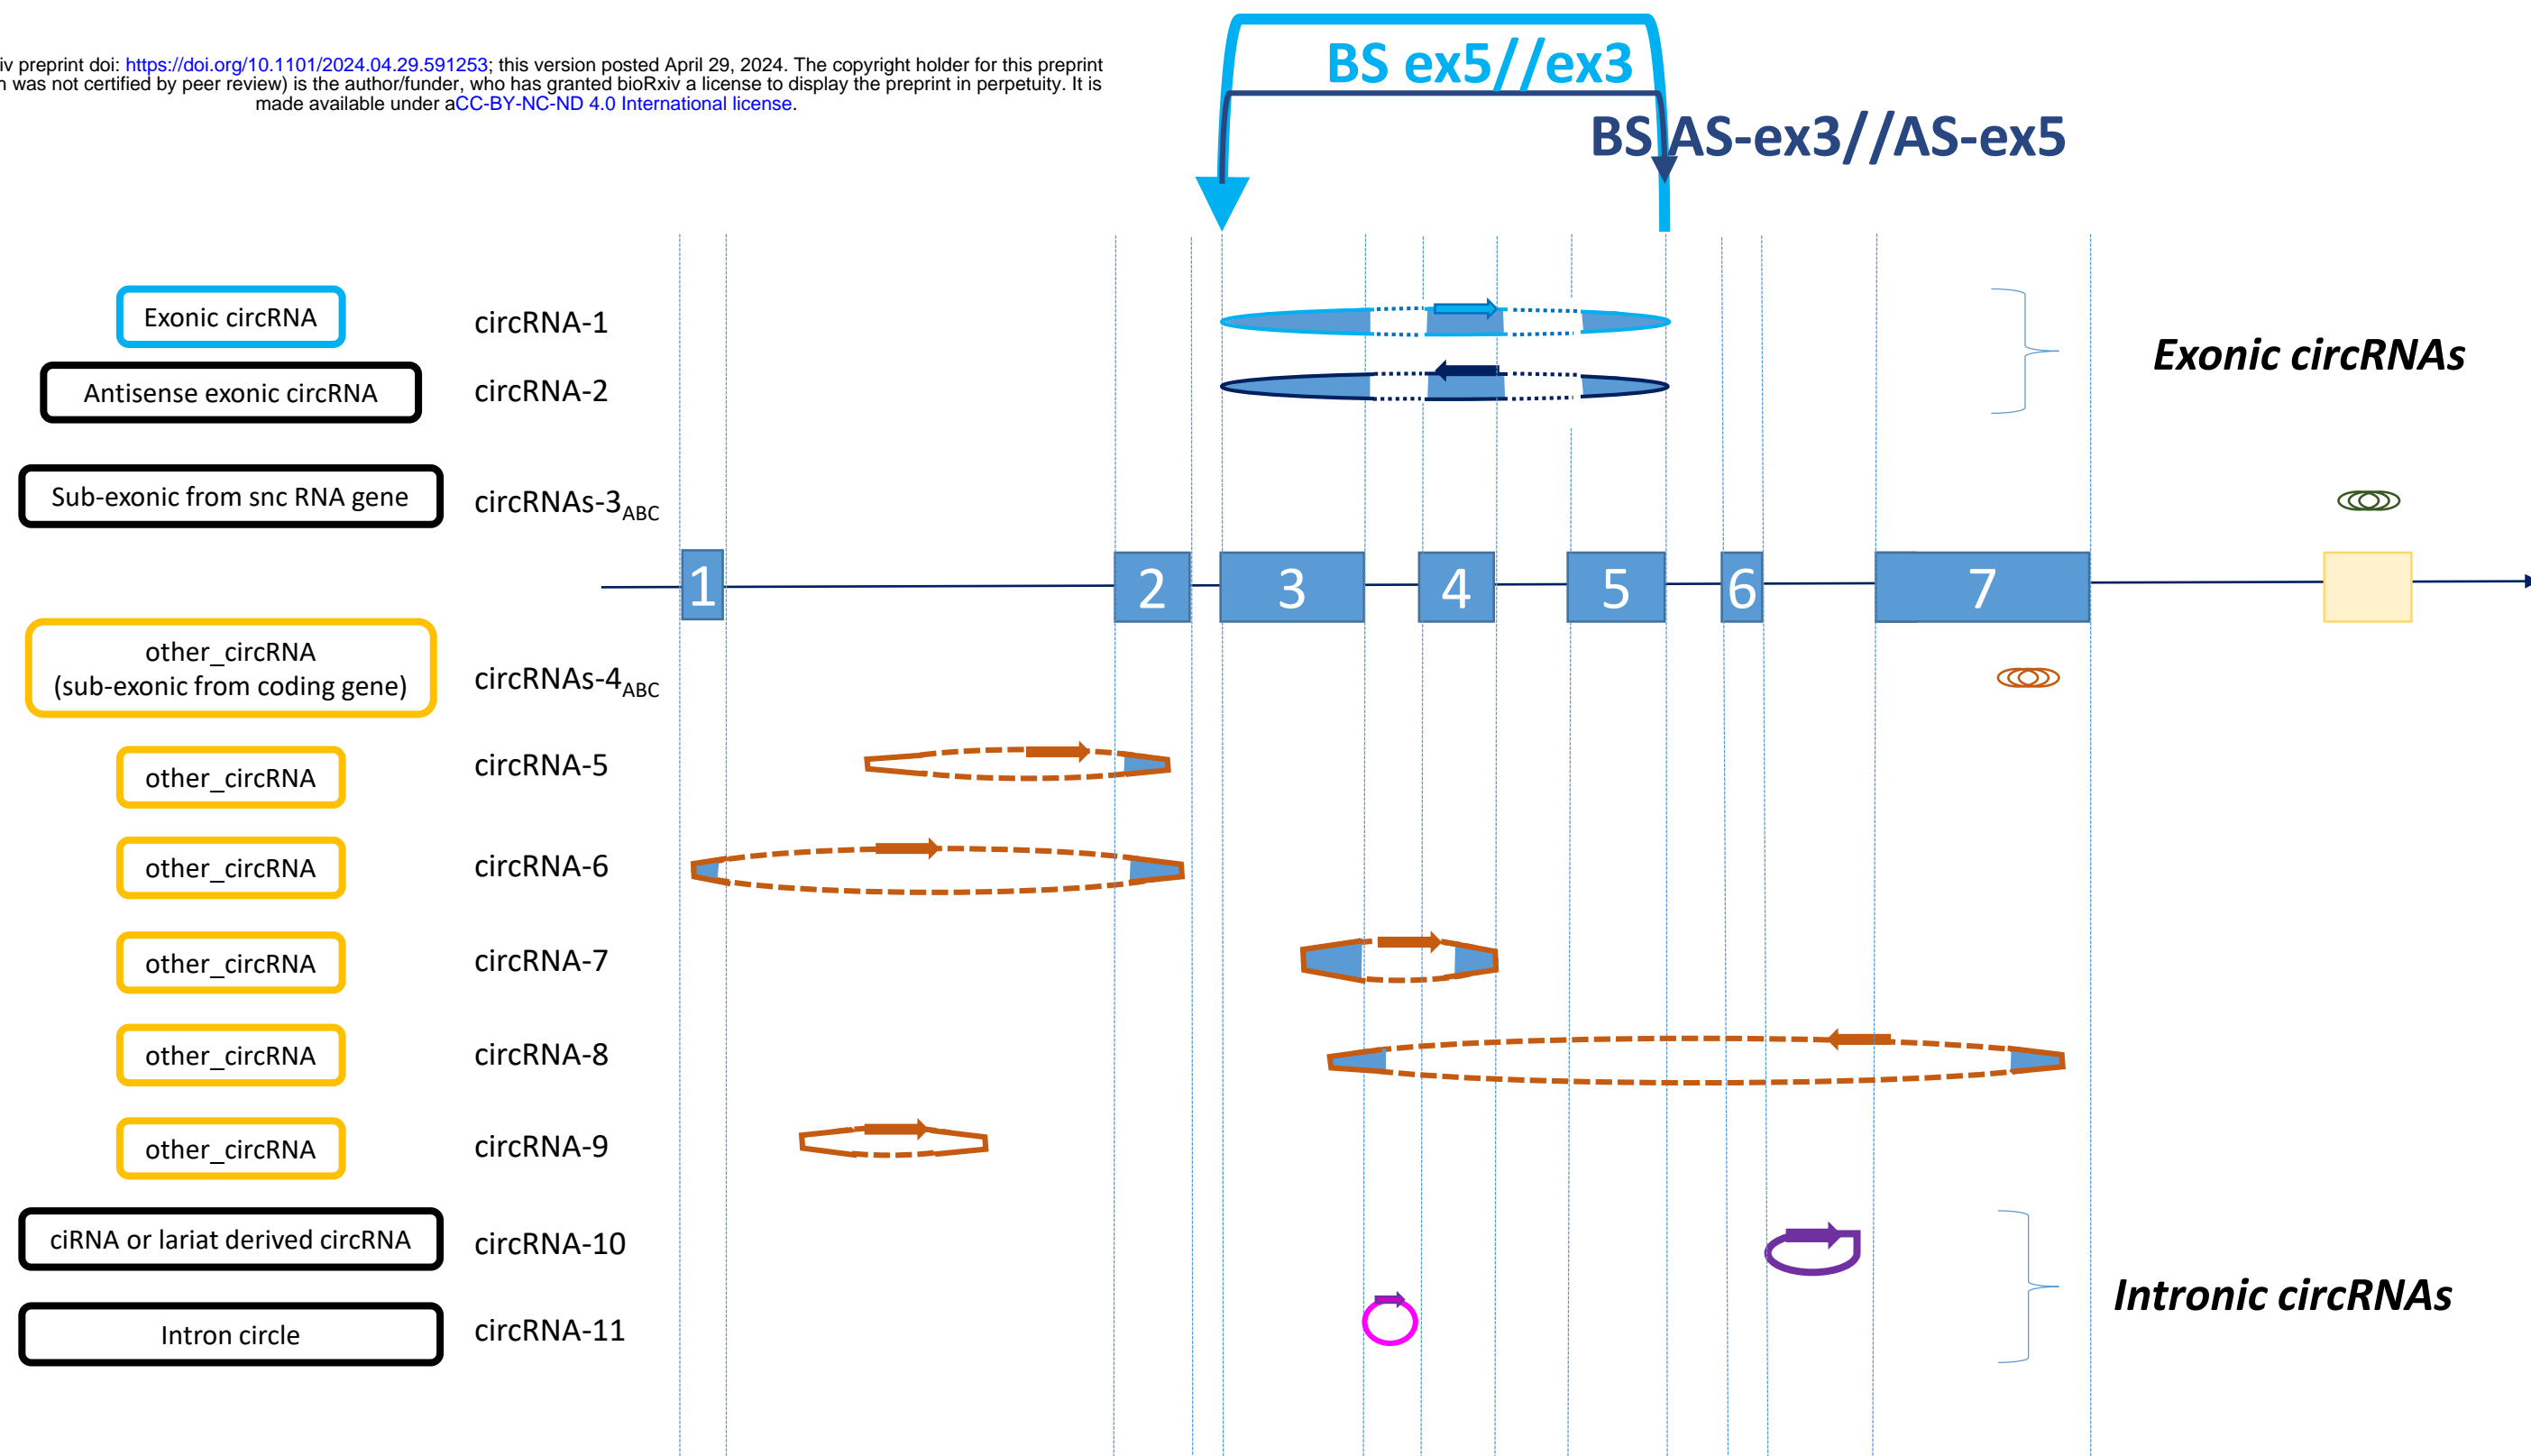 iv preprint doi: https://doi.org/10.1101/2024.04.29.591253; this version posted April 29, 2024. The copyright holder for this preprint
n was not certified by peer review) is the author/funder, who has granted bioRxiv a license to display the preprint in perpetuity. It is
made available under aCC-BY-NC-ND 4.0 International license.
BS ex5//ex3
BS AS-ex3//AS-ex5
Exonic circRNA
circRNA-1
Exonic circRNAs
Antisense exonic circRNA
circRNA-2
Sub-exonic from snc RNA gene
circRNAs-3ABC
1 2 3 4 5 6 7
other_circRNA
(sub-exonic from coding gene)
circRNAs-4ABC
other_circRNA
circRNA-5
other_circRNA
circRNA-6
other_circRNA
circRNA-7
other_circRNA
circRNA-8
other_circRNA
circRNA-9
ciRNA or lariat derived circRNA
circRNA-10
Intronic circRNAs
Intron circle
circRNA-11